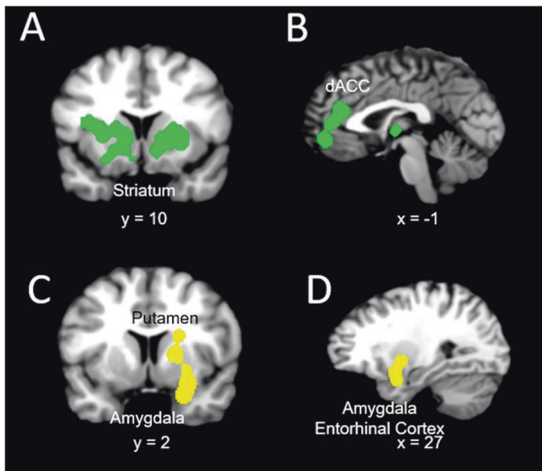 A
B
dACC
Striatum
y = 10
x = -1
C
D
Putamen
Amygdala
y = 2
Amygdala
Entorhinal Cortex
x = 27